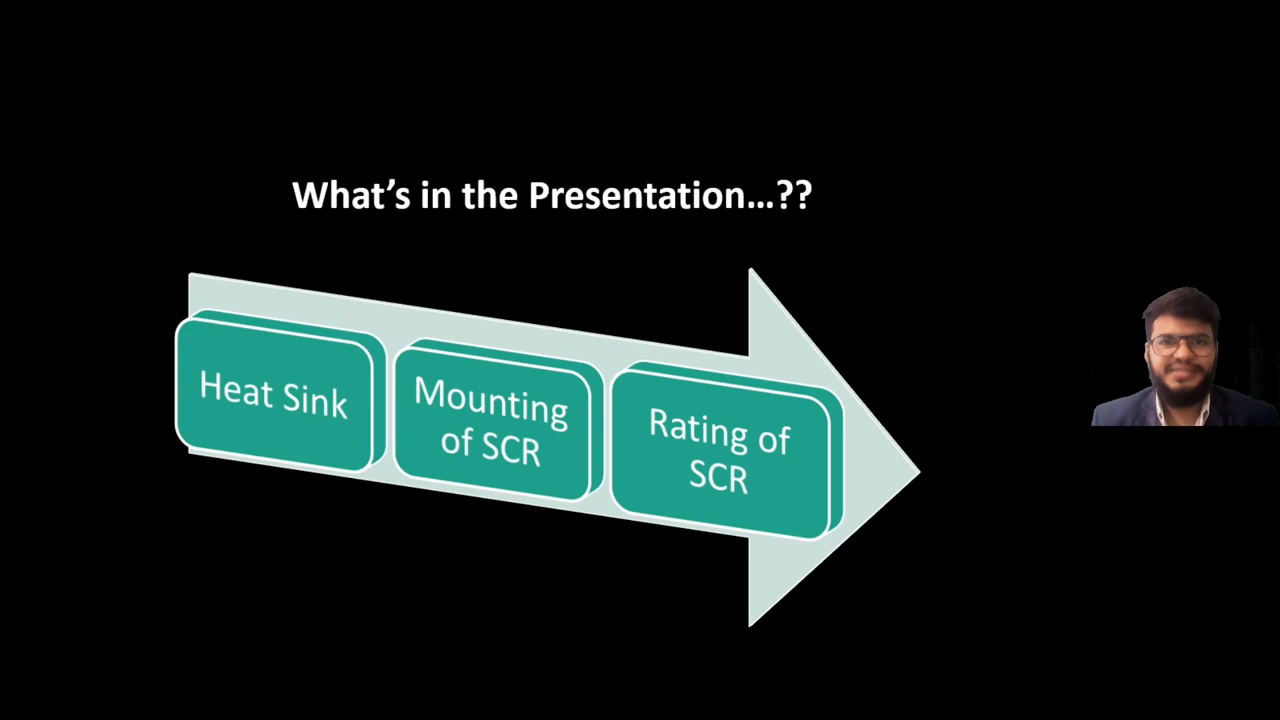 What’s in the Presentation...??
Heat Sink
Mounting
of SCR
Rating of
SCR